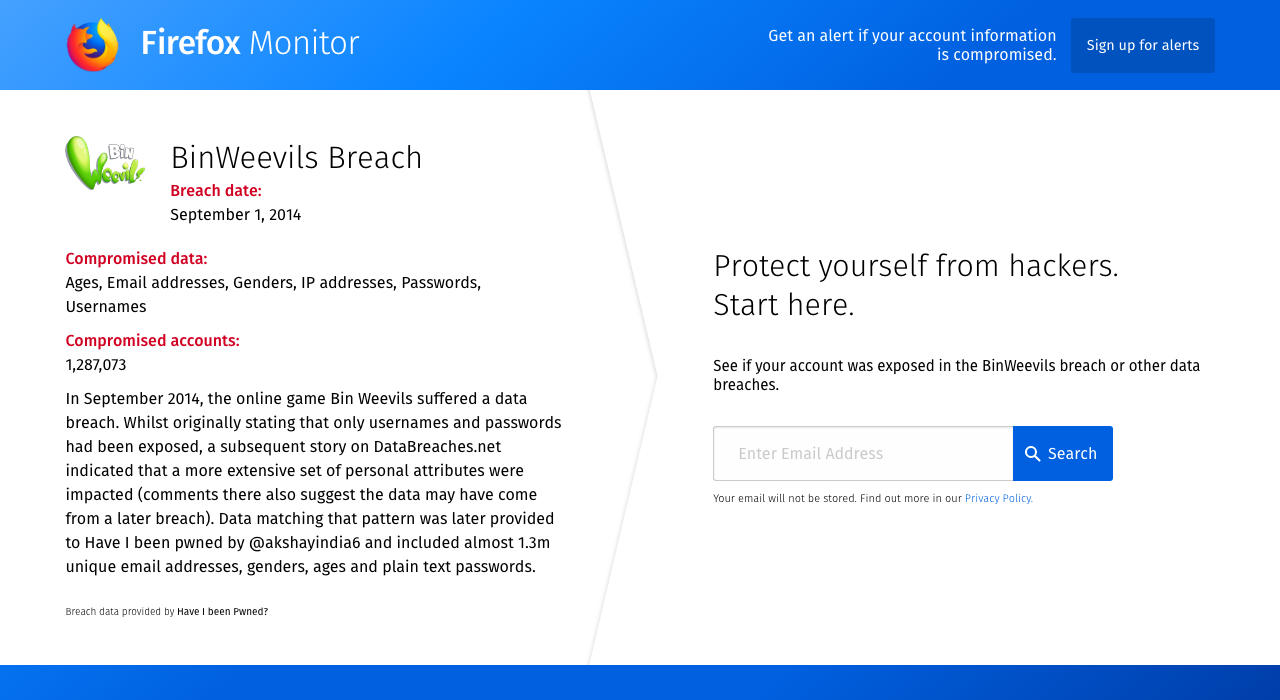 Firefox Monitor
Get an alert if your account information
is compromised.
Sign up for alerts
Bin
Weevils
BinWeevils Breach
Breach date:
September 1, 2014
Compromised data:
Ages, Email addresses, Genders, IP addresses, Passwords,
Usernames
Compromised accounts:
1,287,073
In September 2014, the online game Bin Weevils suffered a data
breach. Whilst originally stating that only usernames and passwords
had been exposed, a subsequent story on DataBreaches.net
indicated that a more extensive set of personal attributes were
impacted (comments there also suggest the data may have come
from a later breach). Data matching that pattern was later provided
to Have I been pwned by @akshayindia6 and included almost 1.3m
unique email addresses, genders, ages and plain text passwords.
Breach data provided by Have I been Pwned?
Protect yourself from hackers.
Start here.
See if your account was exposed in the BinWeevils breach or other data
breaches.
Enter Email Address
Search
Your email will not be stored. Find out more in our Privacy Policy.